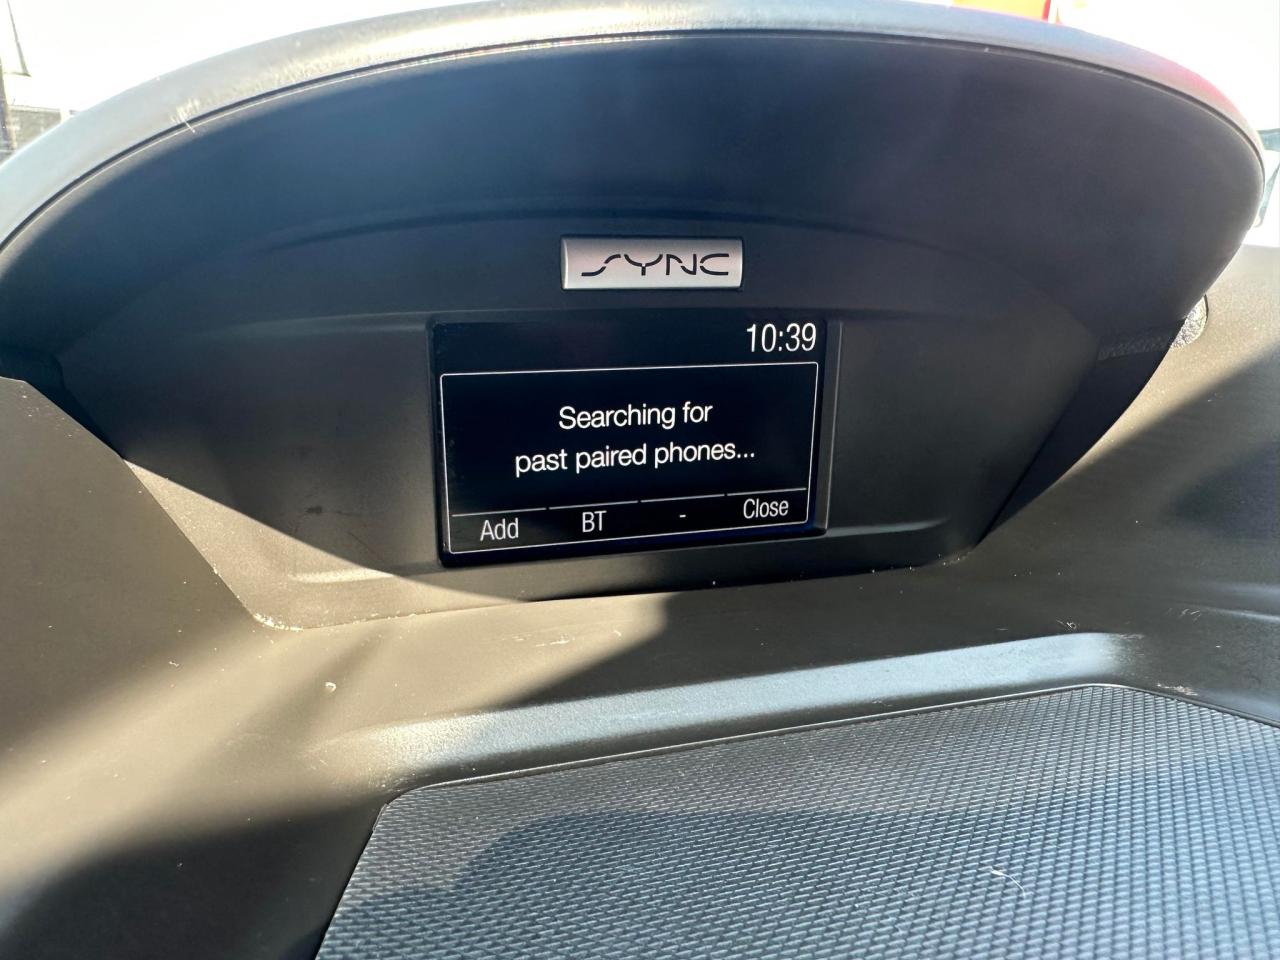 SYNC
10:39
Searching for
past paired phones...
Add BT - Close